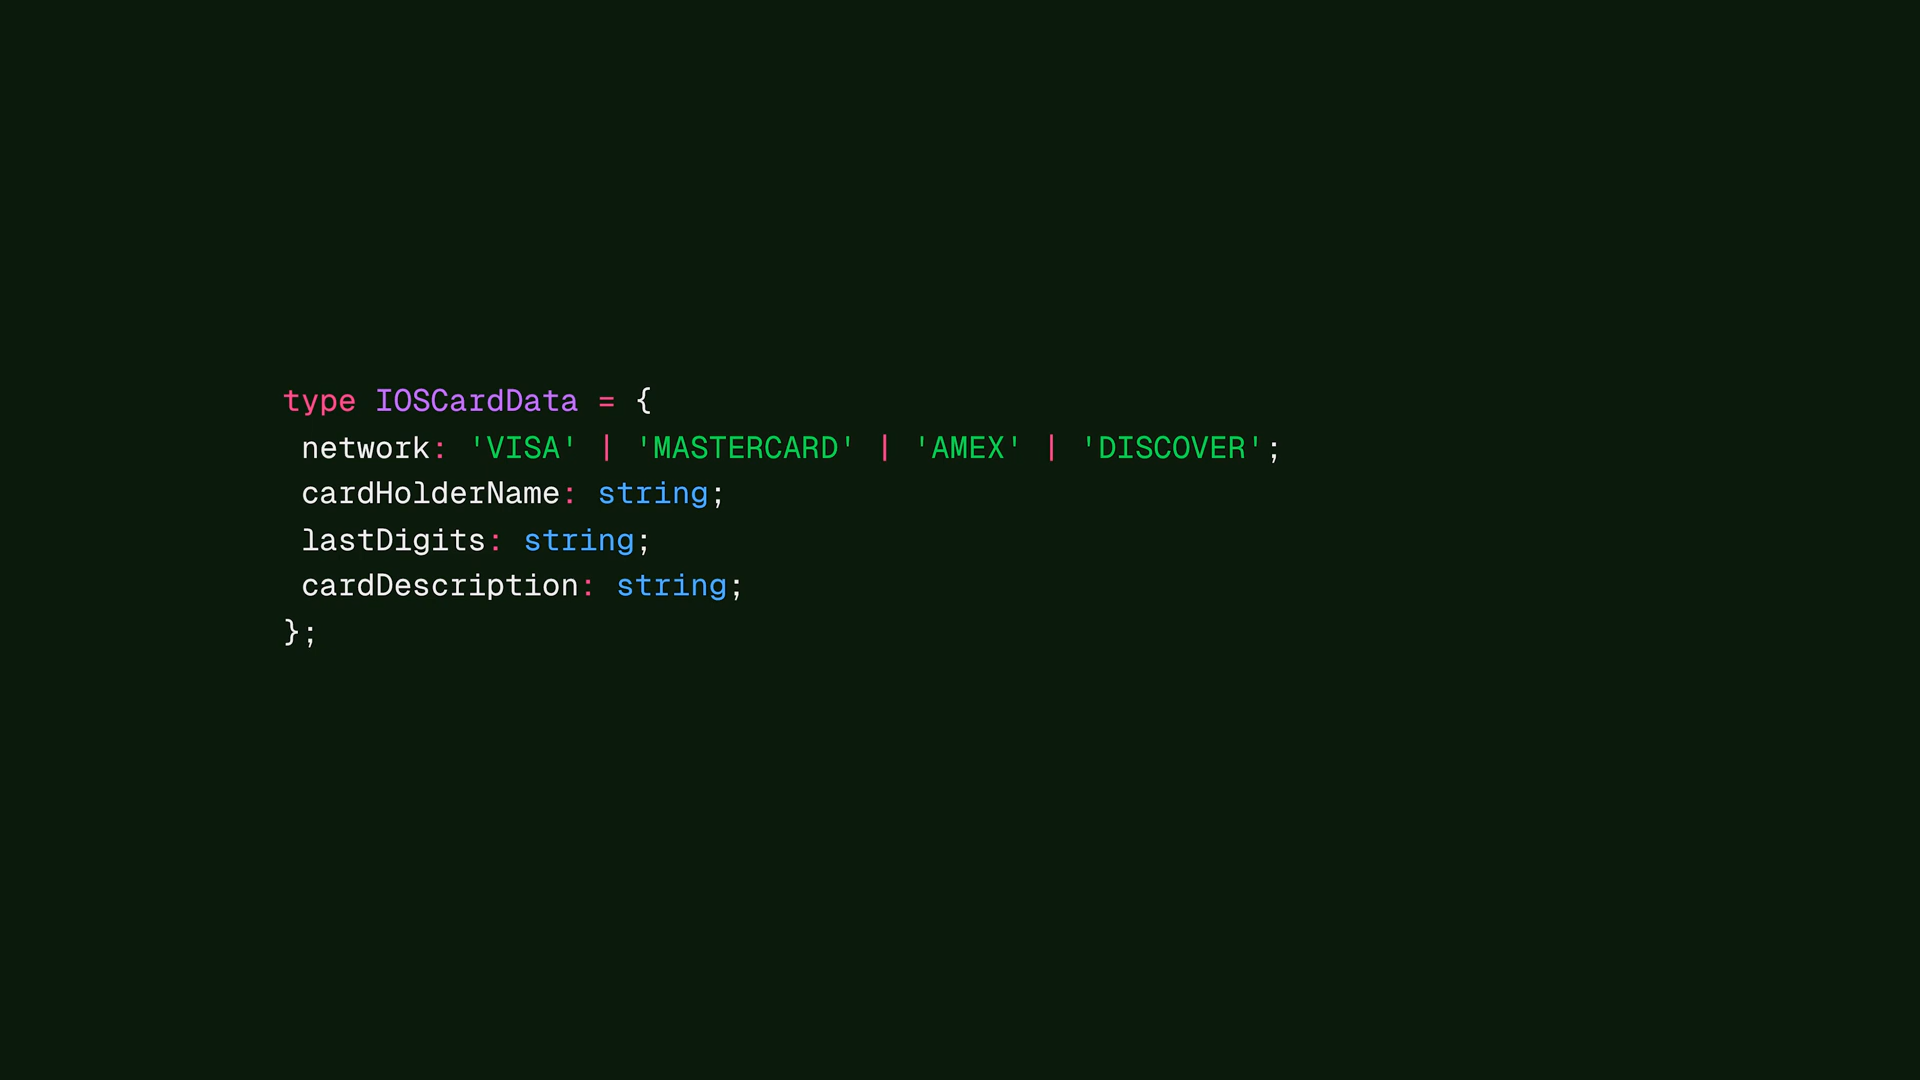 type IOSCardData = {
 network: 'VISA' | 'MASTERCARD' | 'AMEX' | 'DISCOVER';
 cardHolderName: string;
 lastDigits: string;
 cardDescription: string;
};